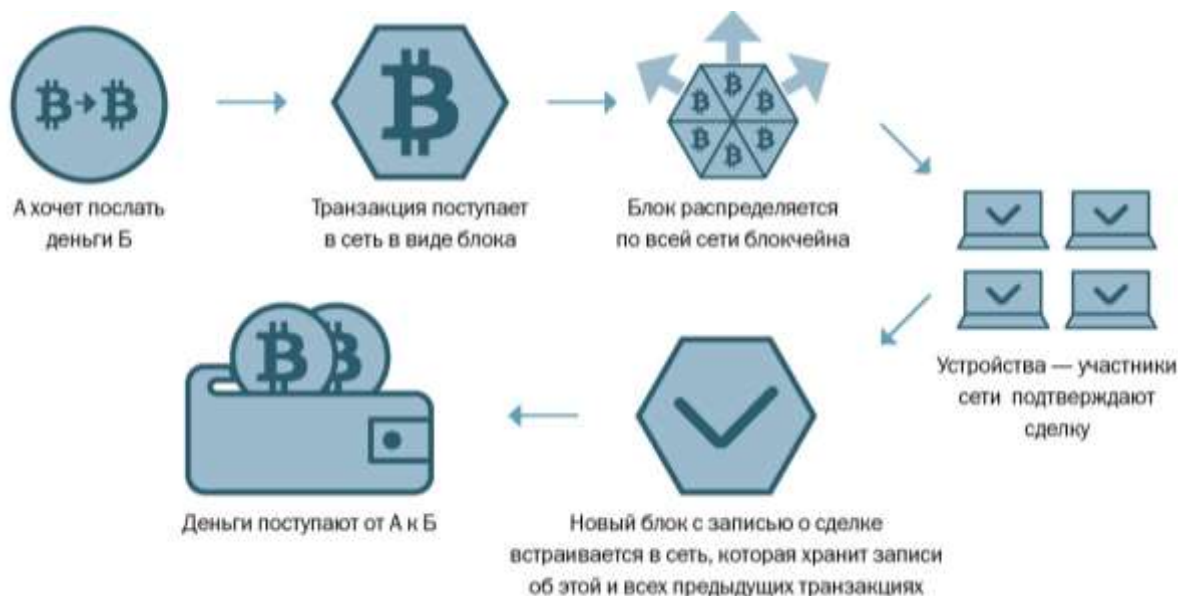 А хочет послать
деньги Б
Транзакция поступает
в сеть в виде блока
Блок распределяется
по всей сети блокчейна
Устройства — участники
сети подтверждают
сделку
Новый блок с записью о сделке
встраивается в сеть, которая хранит записи
об этой и всех предыдущих транзакциях
Деньги поступают от А к Б